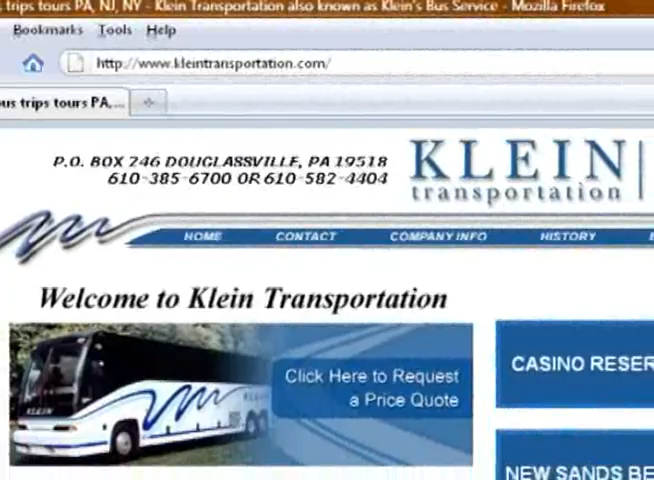 trips tours PA, NJ, NY - Klein Transportation also known as Klein's Bus Service - Mozilla Firefox
Bookmarks Tools Help
http://www.kleintransportation.com/
us trips tours PA,...
P.O. BOX 246 DOUGLASSVILLE, PA 19518
610-385-6700 OR 610-582-4404
KLEIN
transportation
HOME CONTACT COMPANY INFO HISTORY
Welcome to Klein Transportation
Click Here to Request
a Price Quote
KLEIN
CASINO RESER
NEW SANDS BE